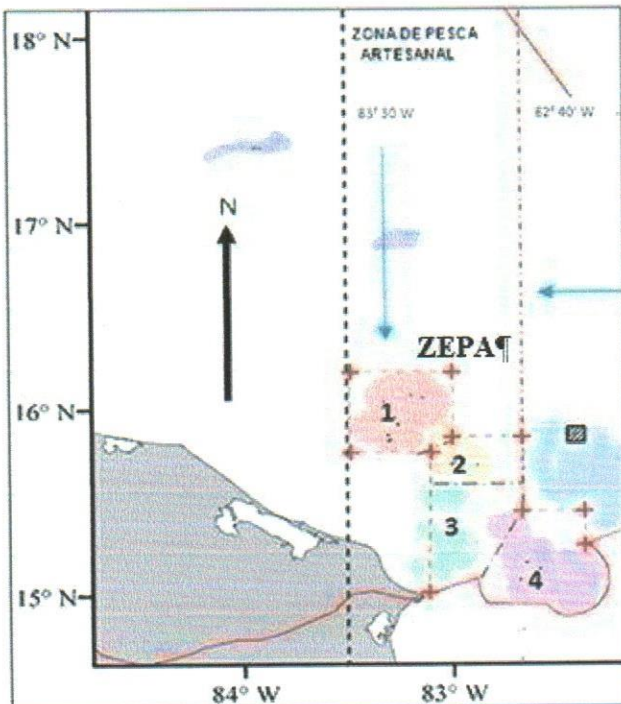 18° N
ZONA DE PESCA
ARTESANAL
83° 30 W
82° 40' W
17° N
N
ZEPA¶
16° N
1
2
3
15° N
4
84° W
83° W